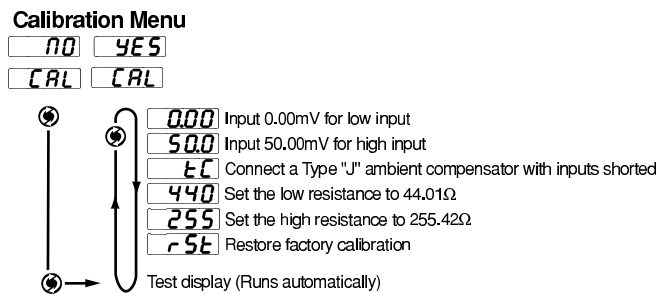 Calibration Menu
NO YES
CAL CAL
0.00 Input 0.00mV for low input
50.0 Input 50.00mV for high input
tC Connect a Type "J" ambient compensator with inputs shorted
440 Set the low resistance to 44.01Ω
255 Set the high resistance to 255.42Ω
rSt Restore factory calibration
Test display (Runs automatically)